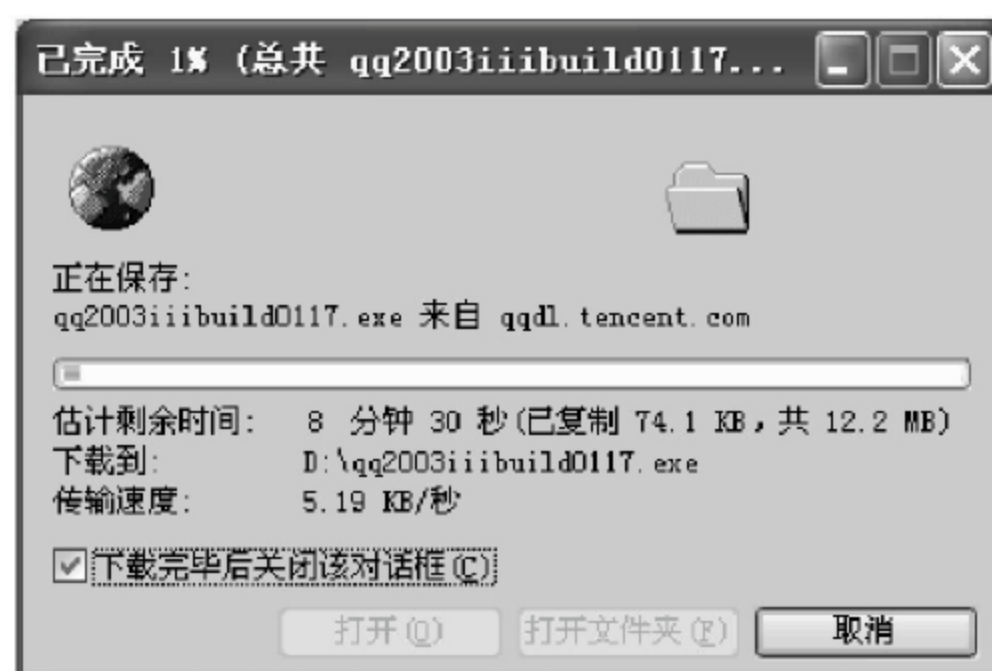 已完成 1% (总共 qq2003iiibuild0117...
正在保存:
qq2003iiibuild0117.exe 来自 qqdl.tencent.com
估计剩余时间: 8 分钟 30 秒(已复制 74.1 KB,共 12.2 MB)
下载到: D:\qq2003iiibuild0117.exe
传输速度: 5.19 KB/秒
下载完毕后关闭该对话框(C)
打开(O) 打开文件夹(F) 取消